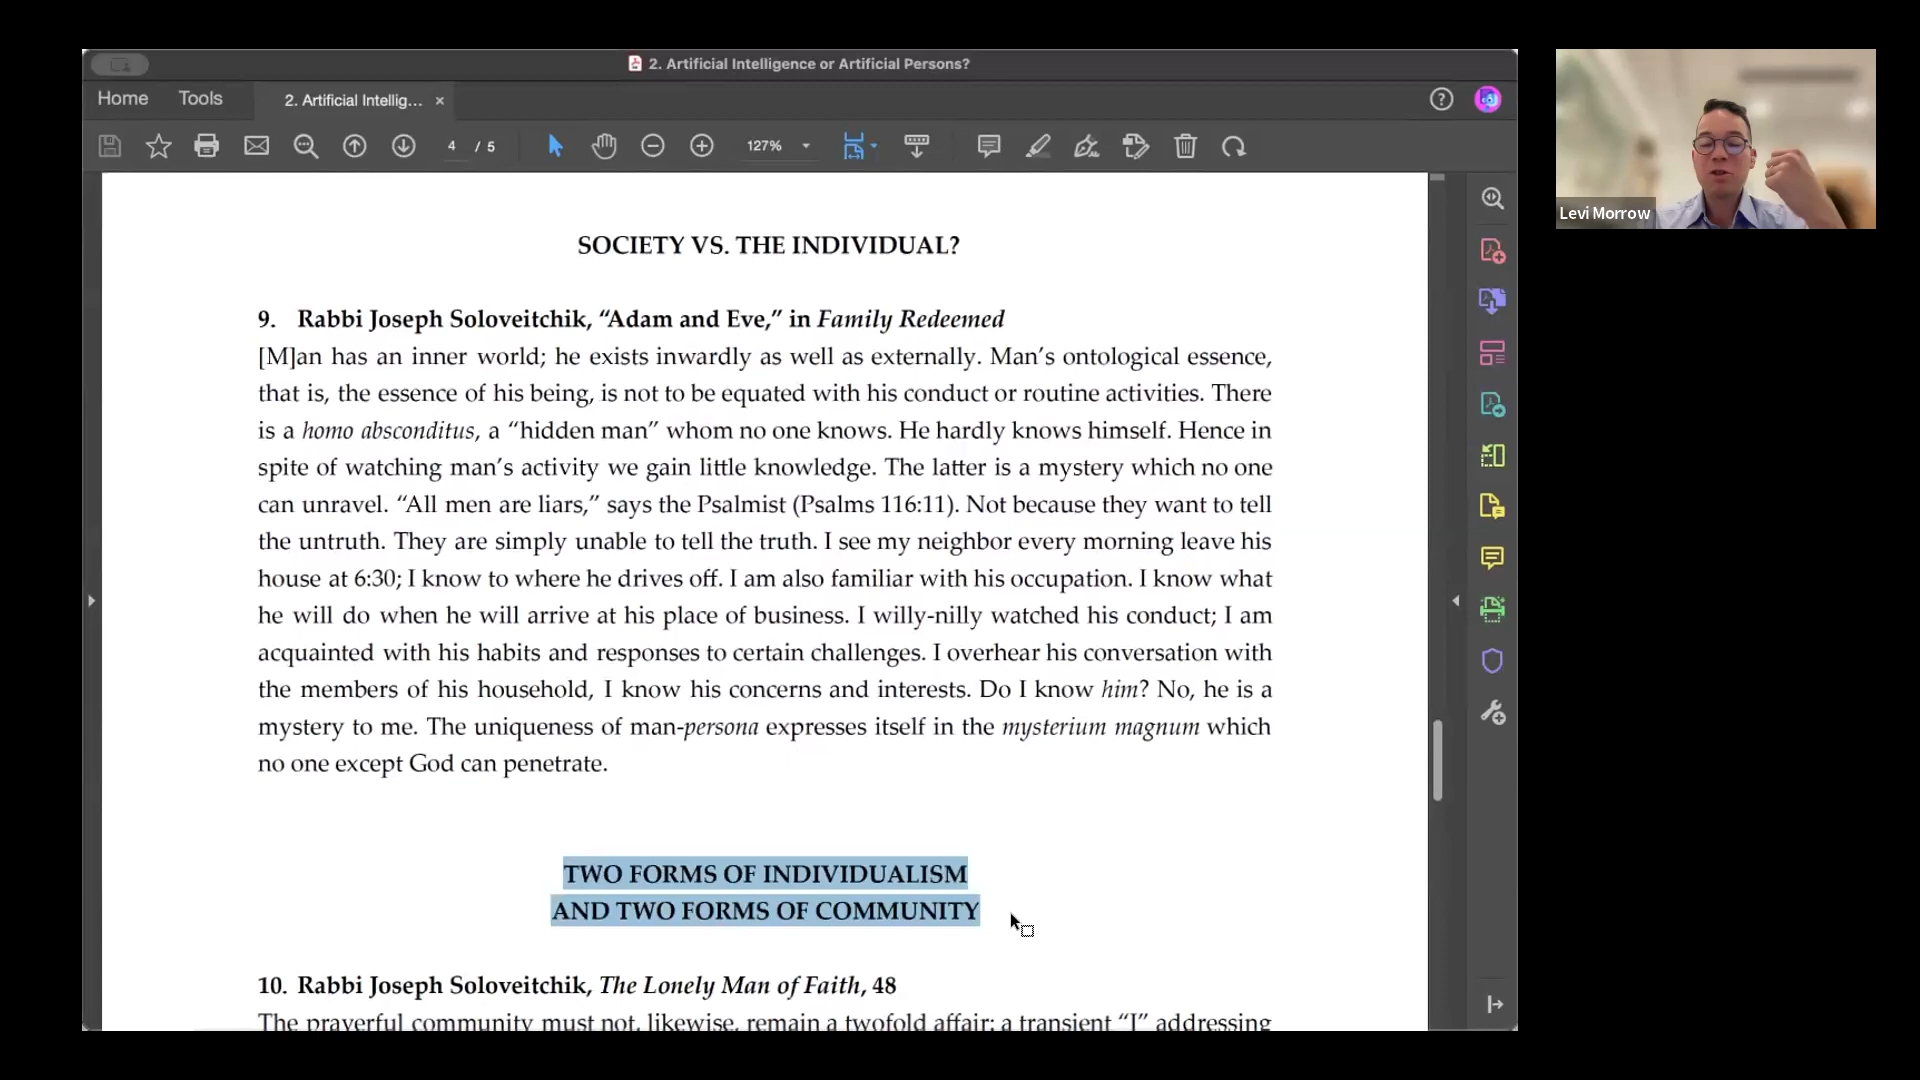 2. Artificial Intelligence or Artificial Persons?
Home Tools 2. Artificial Intellig... ×
4 / 5 127%
Levi Morrow
SOCIETY VS. THE INDIVIDUAL?
9. Rabbi Joseph Soloveitchik, “Adam and Eve,” in Family Redeemed
[M]an has an inner world; he exists inwardly as well as externally. Man’s ontological essence,
that is, the essence of his being, is not to be equated with his conduct or routine activities. There
is a homo absconditus, a “hidden man” whom no one knows. He hardly knows himself. Hence in
spite of watching man’s activity we gain little knowledge. The latter is a mystery which no one
can unravel. “All men are liars,” says the Psalmist (Psalms 116:11). Not because they want to tell
the untruth. They are simply unable to tell the truth. I see my neighbor every morning leave his
house at 6:30; I know to where he drives off. I am also familiar with his occupation. I know what
he will do when he will arrive at his place of business. I willy-nilly watched his conduct; I am
acquainted with his habits and responses to certain challenges. I overhear his conversation with
the members of his household, I know his concerns and interests. Do I know him? No, he is a
mystery to me. The uniqueness of man-persona expresses itself in the mysterium magnum which
no one except God can penetrate.
TWO FORMS OF INDIVIDUALISM
AND TWO FORMS OF COMMUNITY
10. Rabbi Joseph Soloveitchik, The Lonely Man of Faith, 48
The prayerful community must not, likewise, remain a twofold affair: a transient “I” addressing